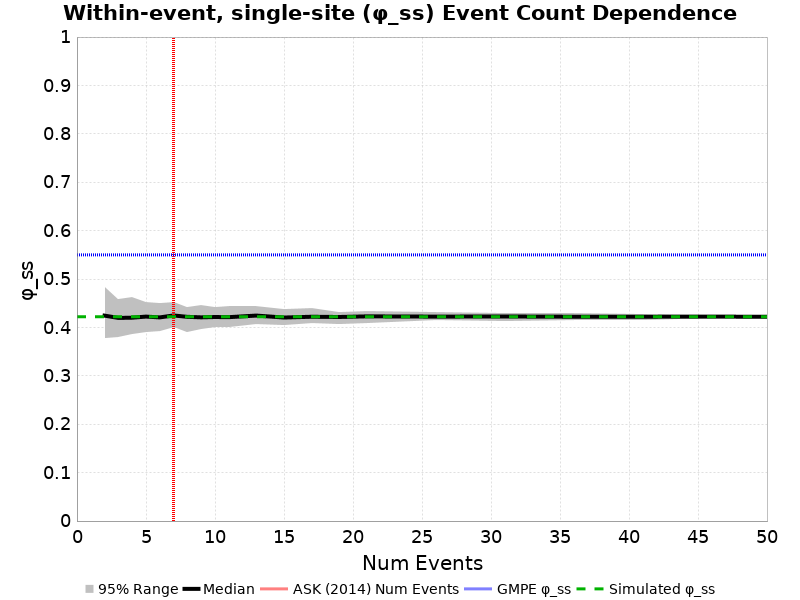 Within-event, single-site (φ_ss) Event Count Dependence
1
0.9
0.8
0.7
0.6
0.5
0.4
0.3
0.2
0.1
0
φ_ss
0 5 10 15 20 25 30 35 40 45 50
Num Events
95% Range Median ASK (2014) Num Events GMPE φ_ss Simulated φ_ss